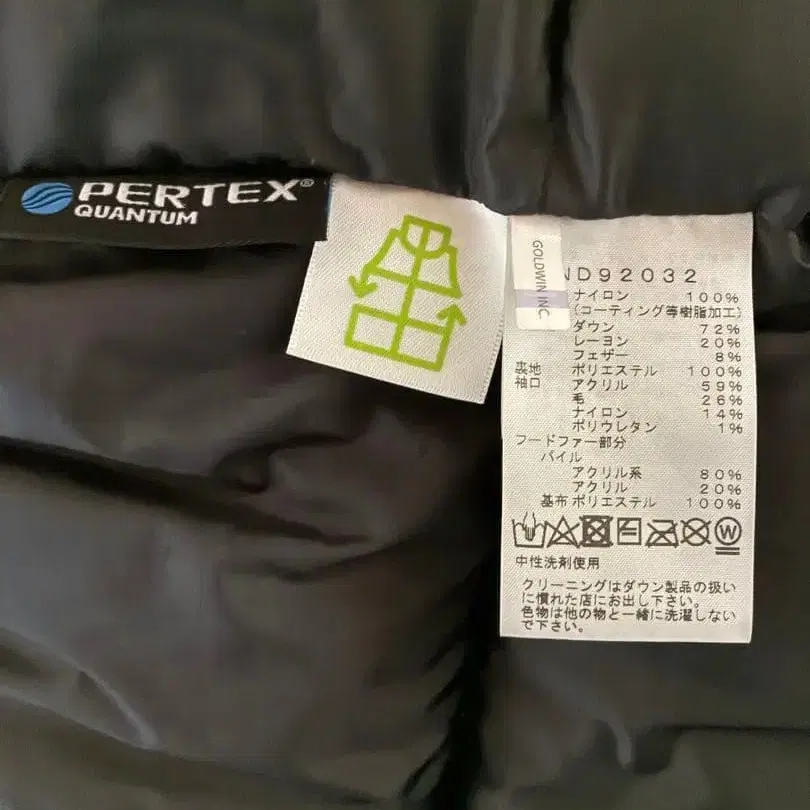 PERTEX®
QUANTUM
GOLDWIN INC
ND92032
ナイロン 100%
(コーティング等樹脂加工)
ダウン 72%
レーヨン 20%
フェザー 8%
裏地 ポリエステル 100%
袖口 アクリル 59%
毛 26%
ナイロン 14%
ポリウレタン 1%
フードファー部分
パイル
アクリル系 80%
アクリル 20%
基布 ポリエステル 100%
W
中性洗剤使用
クリーニングはダウン製品の扱い
に慣れた店にお出し下さい。
色物は他の物と一緒に洗濯しない
で下さい。